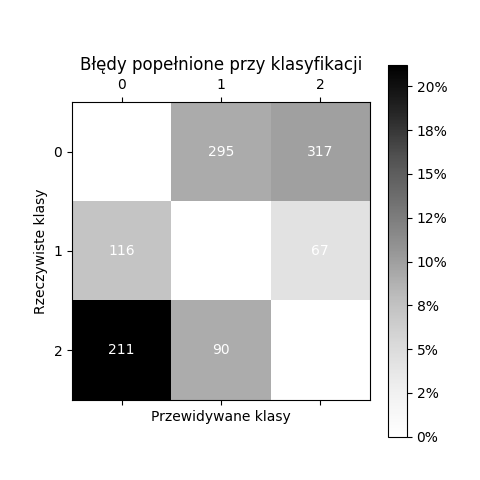 Błędy popełnione przy klasyfikacji
0 1 2
0 295 317
1 116 67
2 211 90
Rzeczywiste klasy
Przewidywane klasy
20%
18%
15%
12%
10%
8%
5%
2%
0%